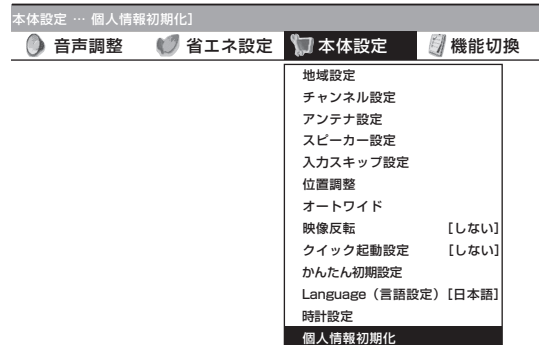 本体設定 … 個人情報初期化]
音声調整 省エネ設定 本体設定 機能切換
地域設定
チャンネル設定
アンテナ設定
スピーカー設定
入力スキップ設定
位置調整
オートワイド
映像反転 [しない]
クイック起動設定 [しない]
かんたん初期設定
Language（言語設定）[日本語]
時計設定
個人情報初期化